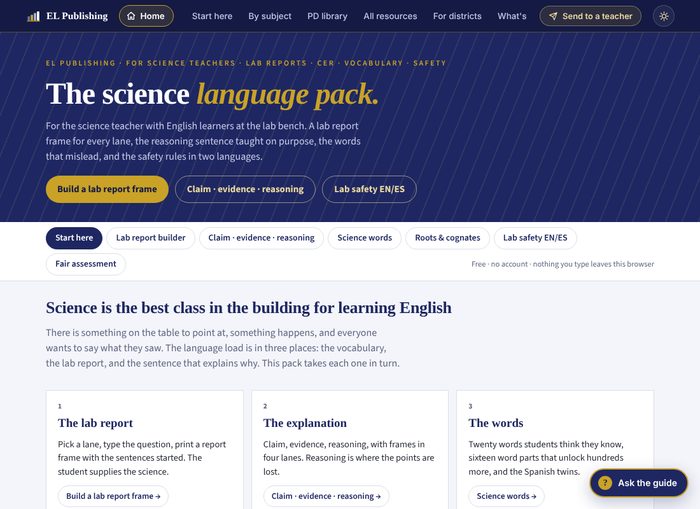 EL Publishing
Home
Start here
By subject
PD library
All resources
For districts
What's
Send to a teacher
EL PUBLISHING · FOR SCIENCE TEACHERS · LAB REPORTS · CER · VOCABULARY · SAFETY
The science language pack.
For the science teacher with English learners at the lab bench. A lab report
frame for every lane, the reasoning sentence taught on purpose, the words
that mislead, and the safety rules in two languages.
Build a lab report frame
Claim · evidence · reasoning
Lab safety EN/ES
Start here
Lab report builder
Claim · evidence · reasoning
Science words
Roots & cognates
Lab safety EN/ES
Fair assessment
Free · no account · nothing you type leaves this browser
Science is the best class in the building for learning English
There is something on the table to point at, something happens, and everyone
wants to say what they saw. The language load is in three places: the vocabulary,
the lab report, and the sentence that explains why. This pack takes each one in turn.
1
The lab report
Pick a lane, type the question, print a report
frame with the sentences started. The
student supplies the science.
Build a lab report frame →
2
The explanation
Claim, evidence, reasoning, with frames in
four lanes. Reasoning is where the points are
lost.
Claim · evidence · reasoning →
3
The words
Twenty words students think they know,
sixteen word parts that unlock hundreds
more, and the Spanish twins.
Science words →
? Ask the guide